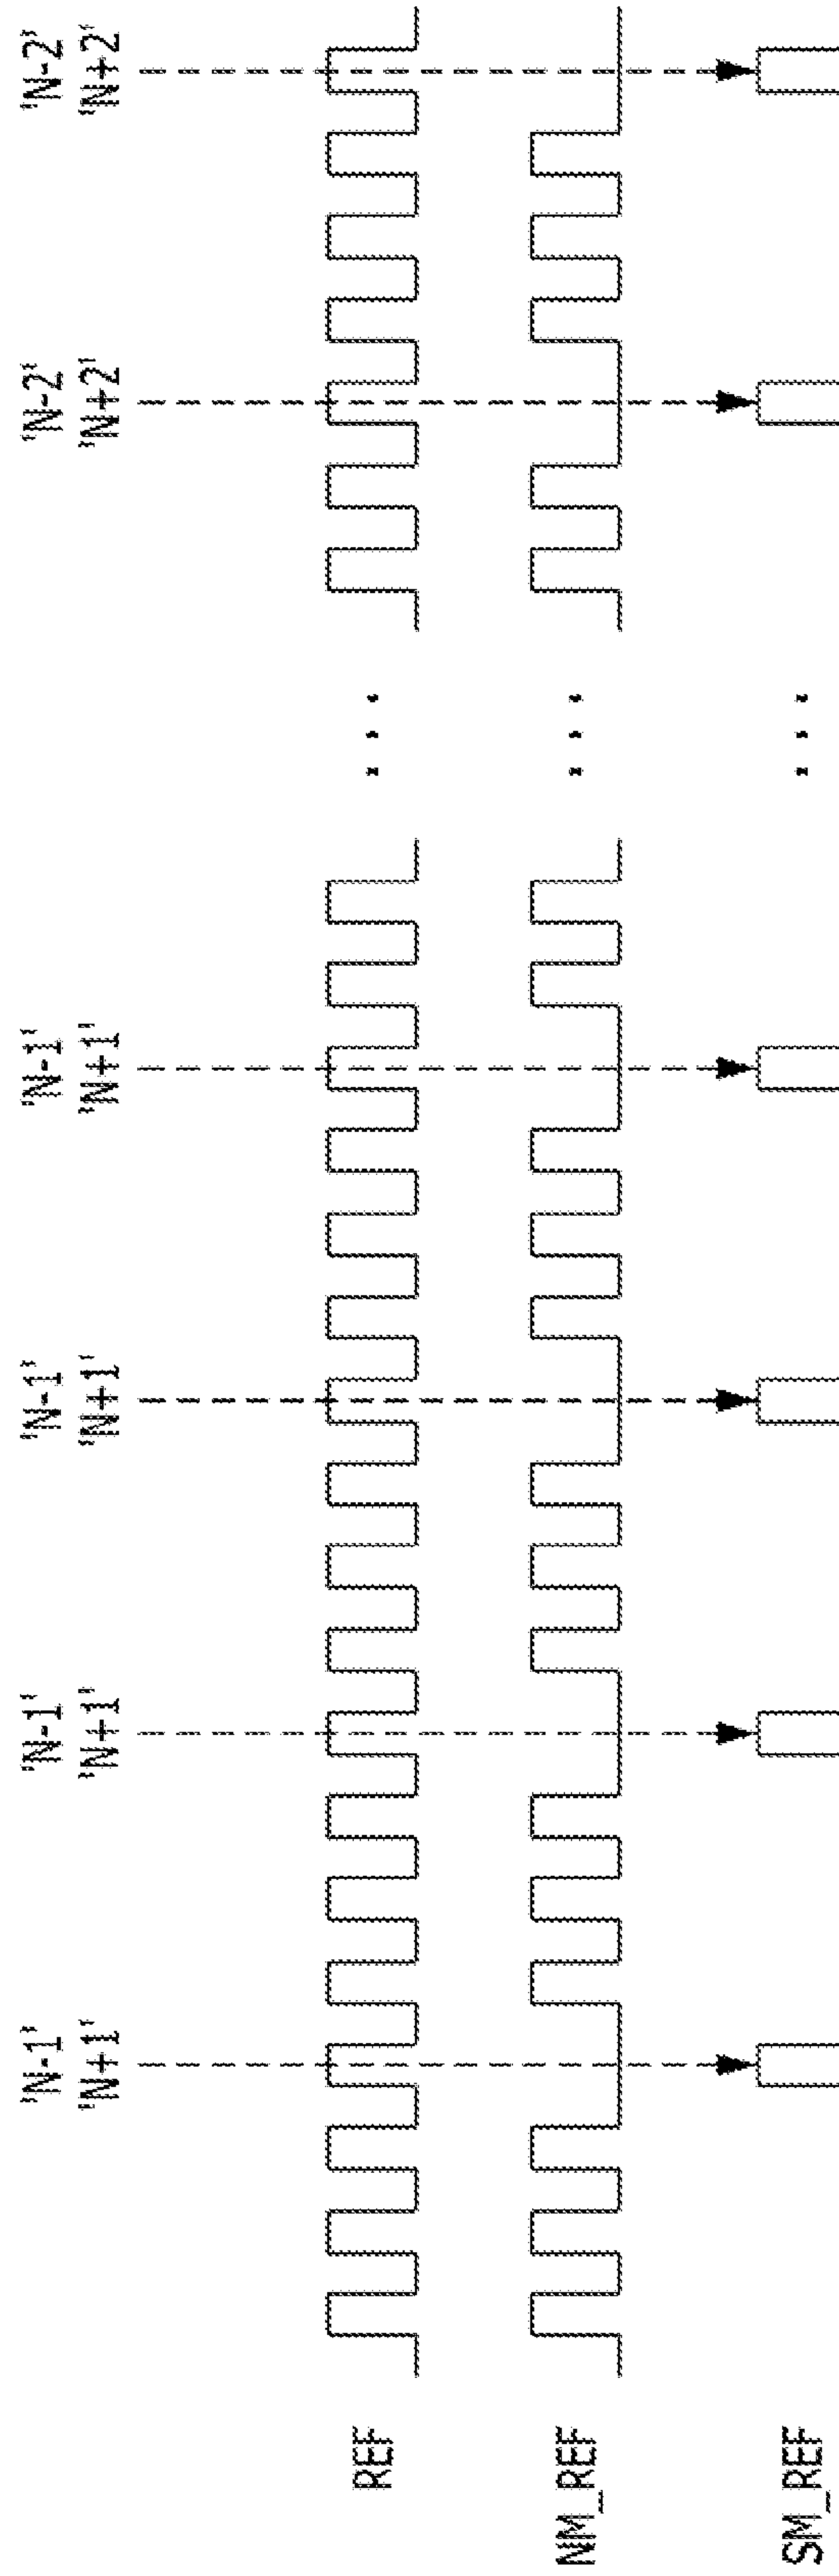 'N-1' 'N-1' 'N-1' 'N-1' 'N-2' 'N-2'
'N+1' 'N+1' 'N+1' 'N+1' 'N+2' 'N+2'
REF
NM_REF
SM_REF